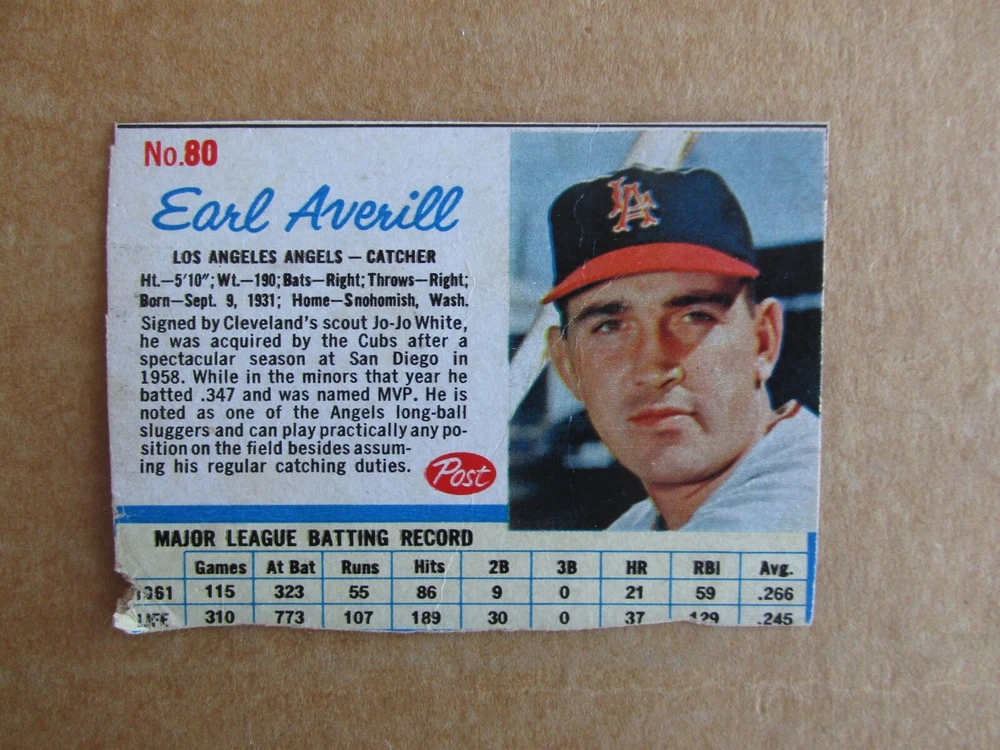 No.80
Earl Averill
LOS ANGELES ANGELS — CATCHER
Ht.—5'10"; Wt.—190; Bats—Right; Throws—Right;
Born—Sept. 9, 1931; Home—Snohomish, Wash.
Signed by Cleveland's scout Jo-Jo White,
he was acquired by the Cubs after a
spectacular season at San Diego in
1958. While in the minors that year he
batted .347 and was named MVP. He is
noted as one of the Angels long-ball
sluggers and can play practically any po-
sition on the field besides assum-
ing his regular catching duties.
Post
LA
MAJOR LEAGUE BATTING RECORD
Games At Bat Runs Hits 2B 3B HR RBI Avg.
1961 115 323 55 86 9 0 21 59 .266
LIFE 310 773 107 189 30 0 37 129 .245